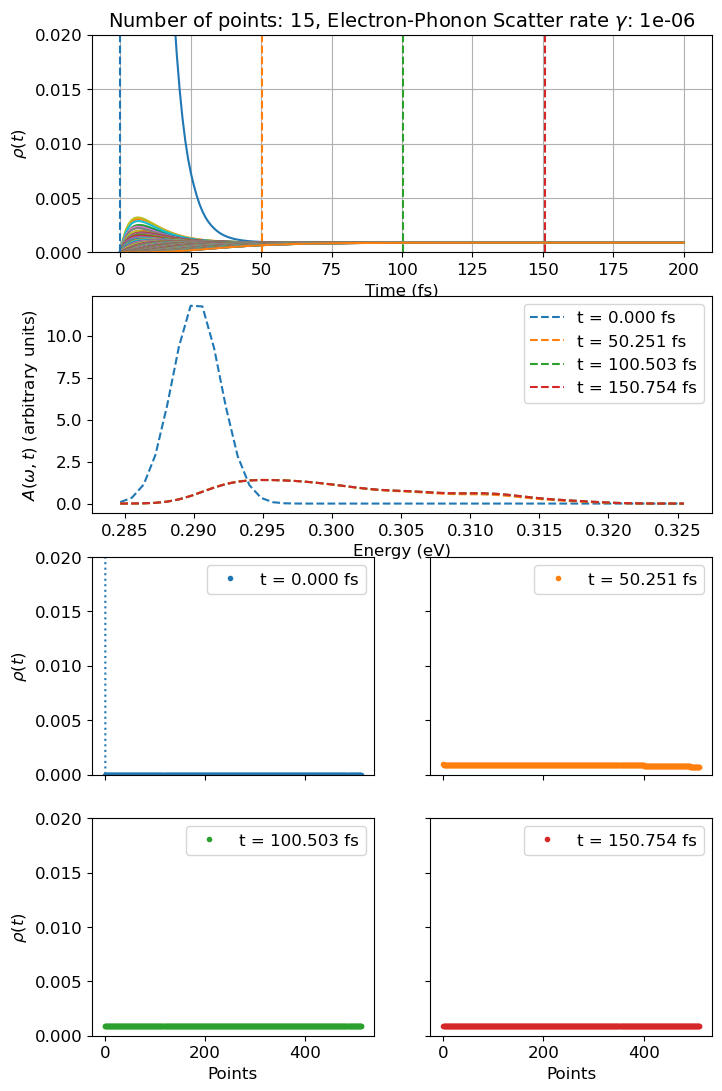 Number of points: 15, Electron-Phonon Scatter rate γ: 1e-06
0.020
0.015
0.010
0.005
0.000
ρ(t)
0 25 50 75 100 125 150 175 200
Time (fs)
10.0
7.5
5.0
2.5
0.0
A(ω, t) (arbitrary units)
t = 0.000 fs
t = 50.251 fs
t = 100.503 fs
t = 150.754 fs
0.285 0.290 0.295 0.300 0.305 0.310 0.315 0.320 0.325
Energy (eV)
0.020
0.015
0.010
0.005
0.000
ρ(t)
t = 0.000 fs
t = 50.251 fs
0.020
0.015
0.010
0.005
0.000
ρ(t)
t = 100.503 fs
t = 150.754 fs
0 200 400
0 200 400
Points
Points